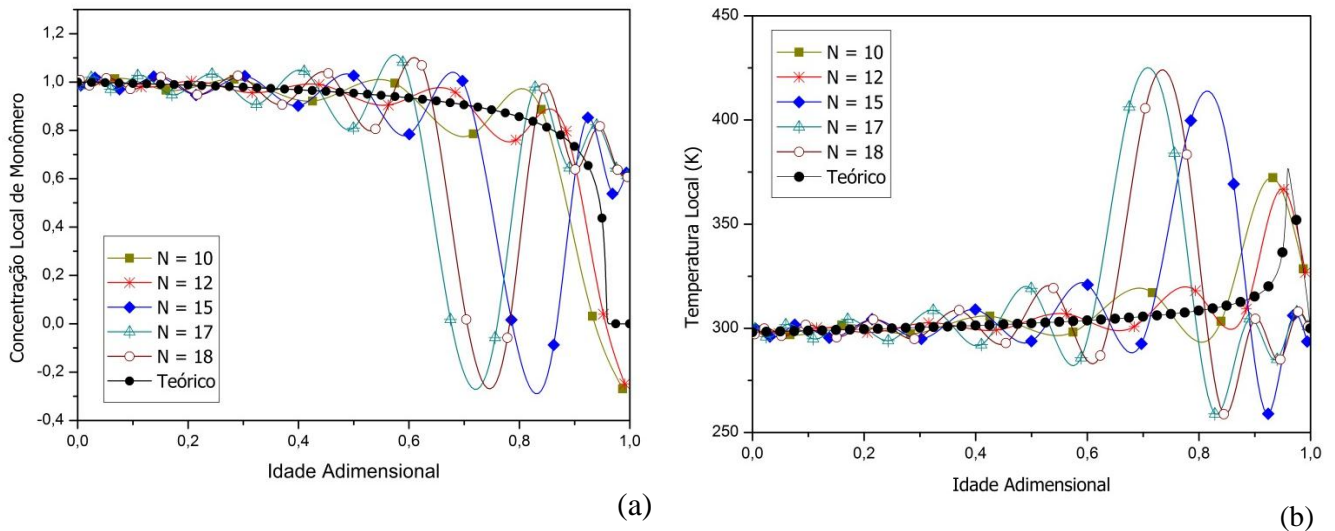 1,2
1,0
0,8
0,6
0,4
0,2
0,0
-0,2
-0,4
Concentração Local de Monômero
N = 10
N = 12
N = 15
N = 17
N = 18
Teórico
0,0 0,2 0,4 0,6 0,8 1,0
Idade Adimensional
(a)
450
400
350
300
250
Temperatura Local (K)
N = 10
N = 12
N = 15
N = 17
N = 18
Teórico
0,0 0,2 0,4 0,6 0,8 1,0
Idade Adimensional
(b)